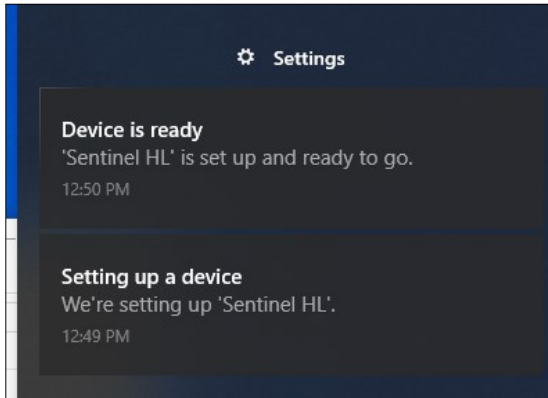 Settings
Device is ready
'Sentinel HL' is set up and ready to go.
12:50 PM
Setting up a device
We're setting up 'Sentinel HL'.
12:49 PM